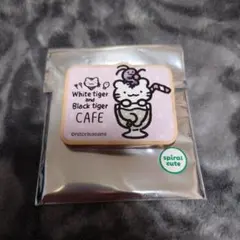 White tiger
and
Black tiger
CAFE
spiral
cute